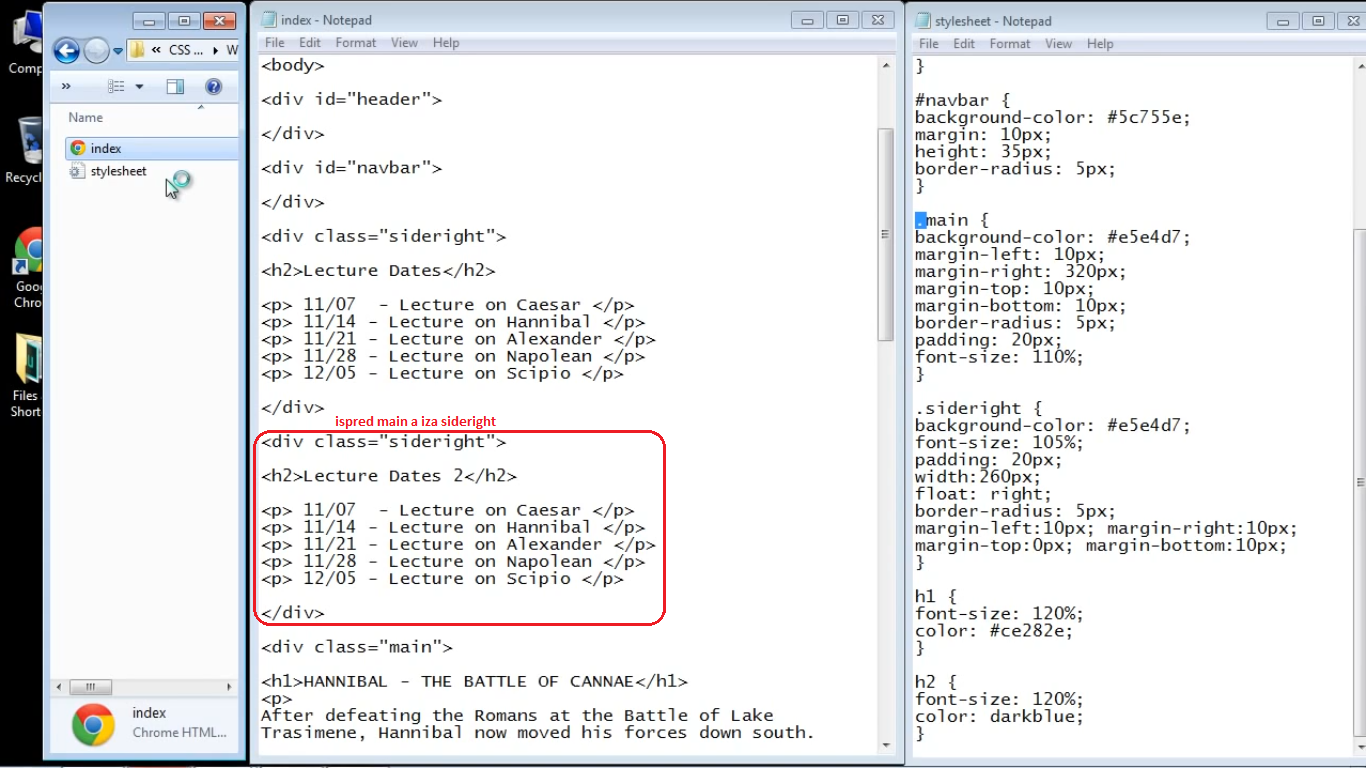 Comp
Recycl
Goo
Chro
Files
Short
« CSS ... W
»
Name
index
stylesheet
index
Chrome HTML...
index - Notepad
File Edit Format View Help
<body>
<div id="header">
</div>
<div id="navbar">
</div>
<div class="sideright">
<h2>Lecture Dates</h2>
<p> 11/07  - Lecture on Caesar </p>
<p> 11/14 - Lecture on Hannibal </p>
<p> 11/21 - Lecture on Alexander </p>
<p> 11/28 - Lecture on Napolean </p>
<p> 12/05 - Lecture on Scipio </p>
</div>
ispred main a iza sideright
<div class="sideright">
<h2>Lecture Dates 2</h2>
<p> 11/07  - Lecture on Caesar </p>
<p> 11/14 - Lecture on Hannibal </p>
<p> 11/21 - Lecture on Alexander </p>
<p> 11/28 - Lecture on Napolean </p>
<p> 12/05 - Lecture on Scipio </p>
</div>
<div class="main">
<h1>HANNIBAL - THE BATTLE OF CANNAE</h1>
<p>
After defeating the Romans at the Battle of Lake
Trasimene, Hannibal now moved his forces down south.
stylesheet - Notepad
File Edit Format View Help
}
#navbar {
background-color: #5c755e;
margin: 10px;
height: 35px;
border-radius: 5px;
}
.main {
background-color: #e5e4d7;
margin-left: 10px;
margin-right: 320px;
margin-top: 10px;
margin-bottom: 10px;
border-radius: 5px;
padding: 20px;
font-size: 110%;
}
.sideright {
background-color: #e5e4d7;
font-size: 105%;
padding: 20px;
width:260px;
float: right;
border-radius: 5px;
margin-left:10px; margin-right:10px;
margin-top:0px; margin-bottom:10px;
}
h1 {
font-size: 120%;
color: #ce282e;
}
h2 {
font-size: 120%;
color: darkblue;
}